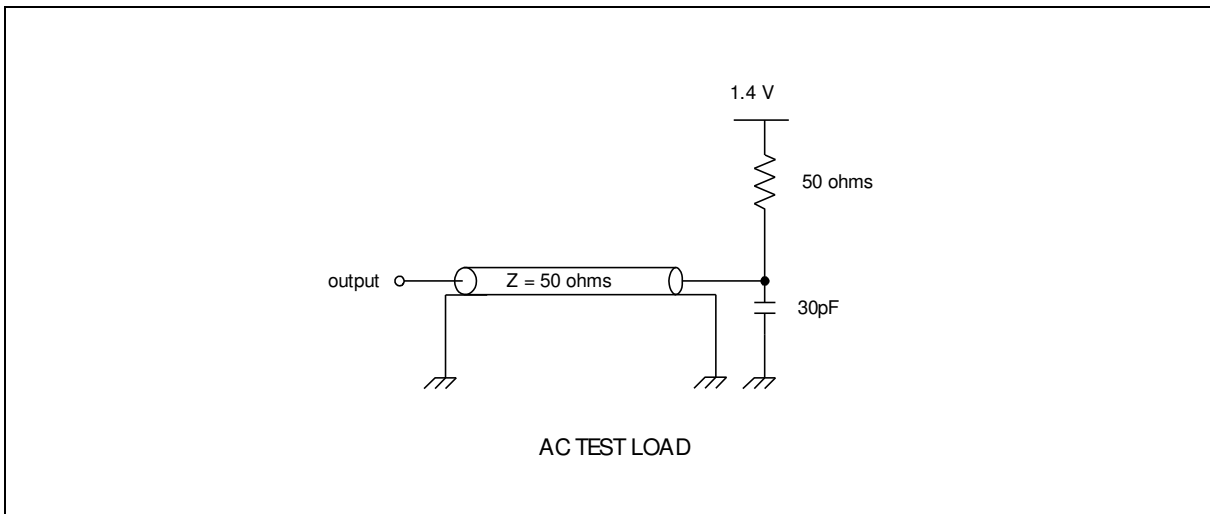 1.4 V
50 ohms
output
Z = 50 ohms
30pF
AC TEST LOAD